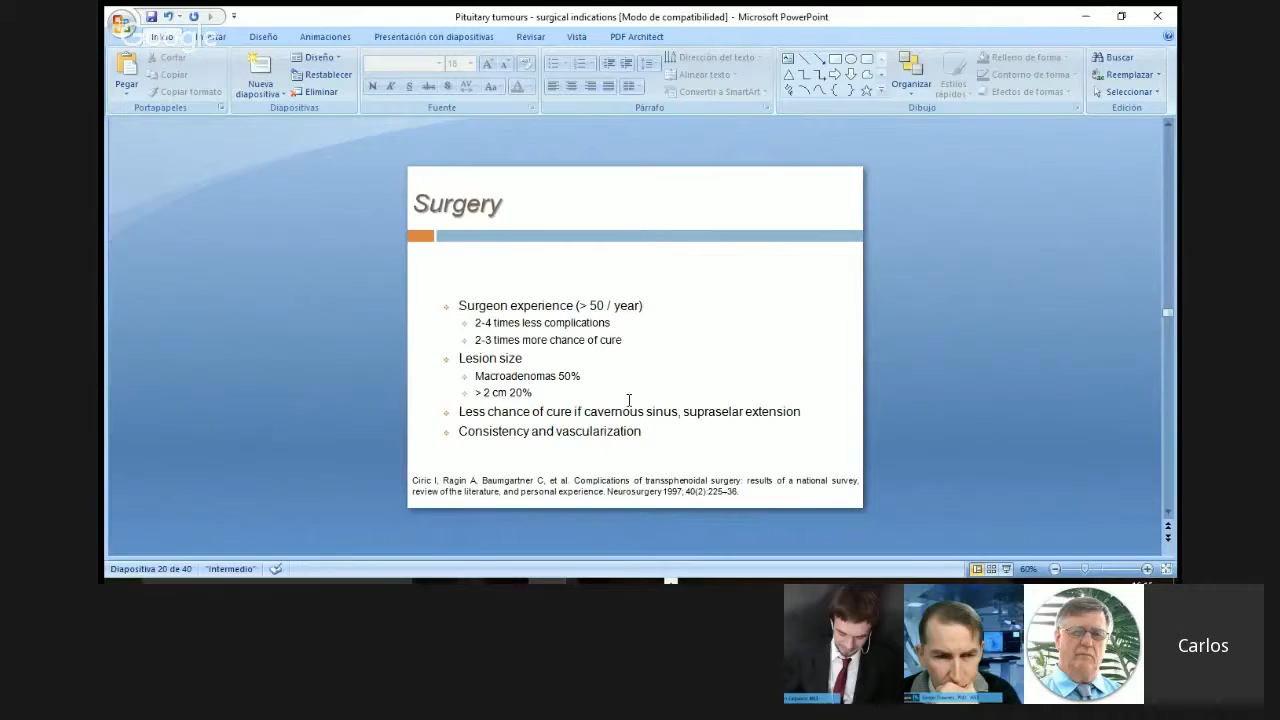 Pituitary tumours - surgical indications [Modo de compatibilidad] - Microsoft PowerPoint
Google
Inicio
Diseño
Animaciones
Presentación con diapositivas
Revisar
Vista
PDF Architect
Pegar
Cortar
Copiar
Copiar formato
Portapapeles
Nueva
diapositiva
Diseño
Restablecer
Eliminar
Diapositivas
18
Fuente
Dirección del texto
Alinear texto
Convertir a SmartArt
Párrafo
Organizar
Estilos
rápidos
Relleno de forma
Contorno de forma
Efectos de formas
Dibujo
Buscar
Reemplazar
Seleccionar
Edición
Surgery
Surgeon experience (> 50 / year)
2-4 times less complications
2-3 times more chance of cure
Lesion size
Macroadenomas 50%
> 2 cm 20%
Less chance of cure if cavernous sinus, supraselar extension
Consistency and vascularization
Ciric I, Ragin A, Baumgartner C, et al. Complications of transsphenoidal surgery: results of a national survey,
review of the literature, and personal experience. Neurosurgery 1997; 40(2):225–36.
Diapositiva 20 de 40
"Intermedio"
60%
Carlos